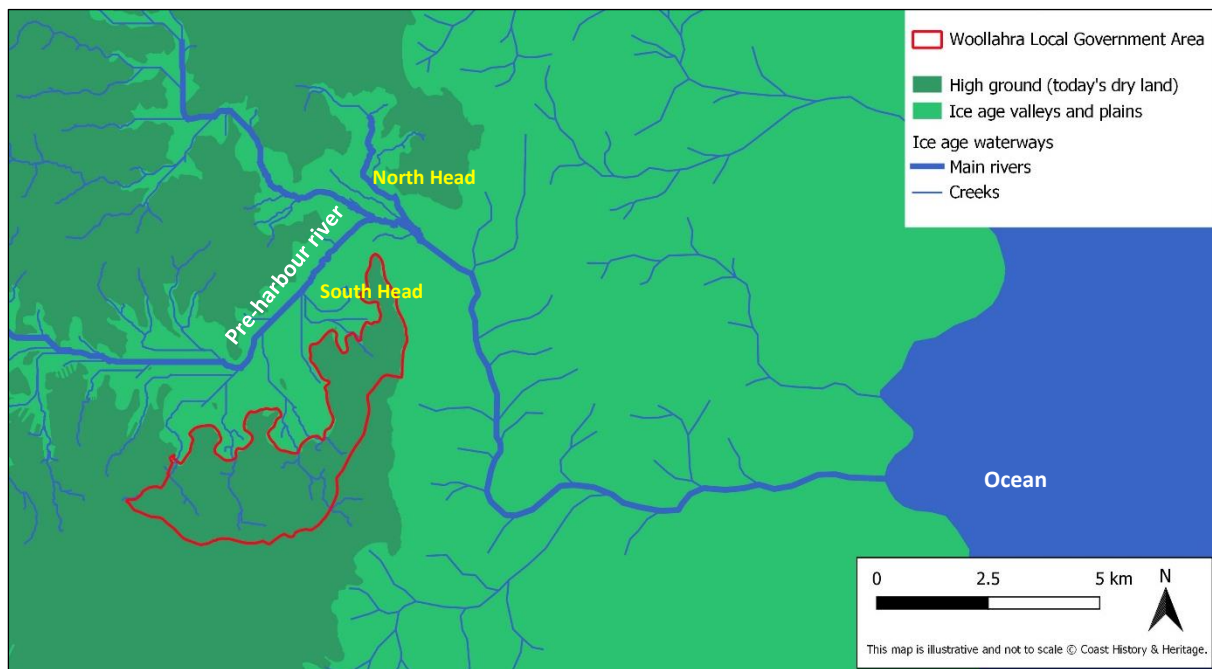 Woollahra Local Government Area
High ground (today's dry land)
Ice age valleys and plains
Ice age waterways
Main rivers
Creeks
North Head
Pre-harbour river
South Head
Ocean
0 2.5 5 km N
This map is illustrative and not to scale © Coast History & Heritage.